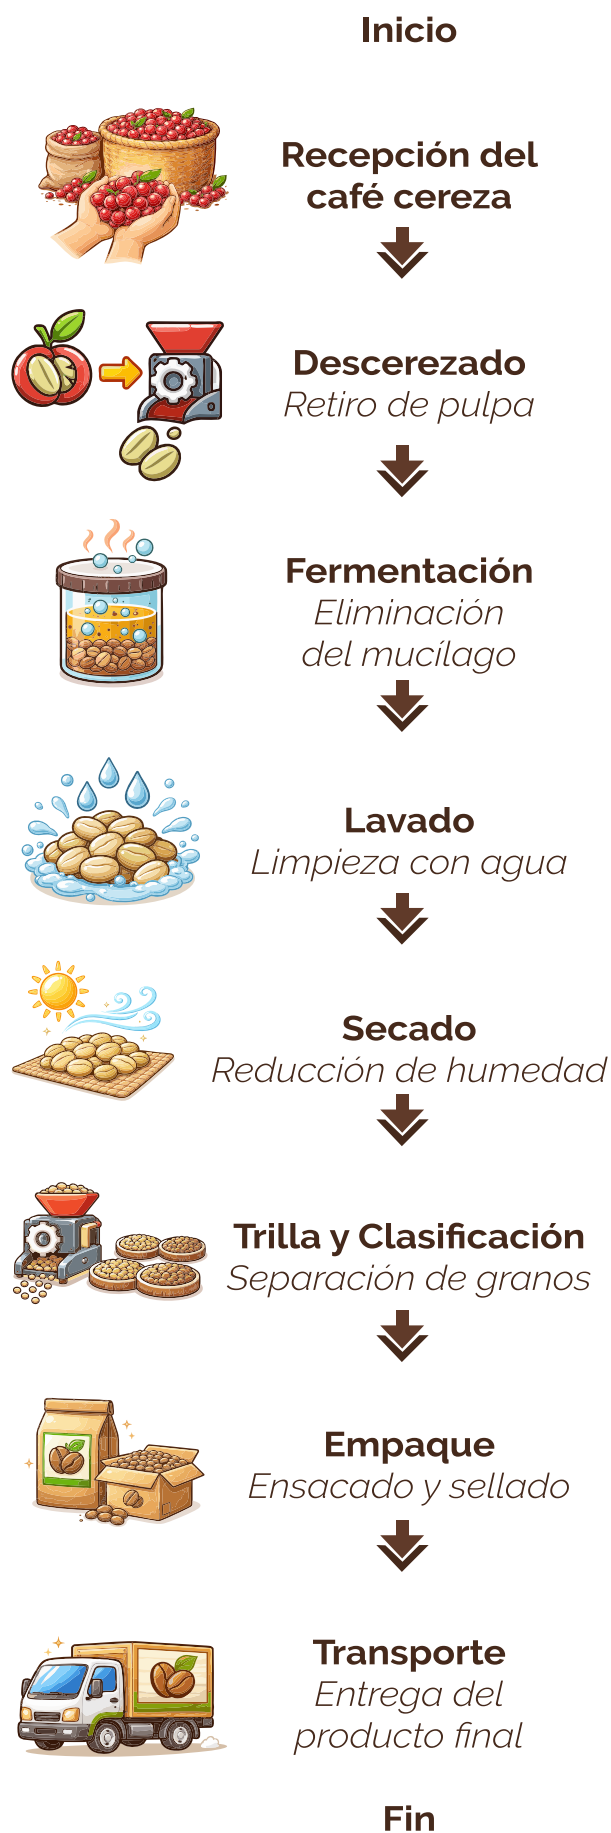 Inicio
Recepción del
café cereza
Descerezado
Retiro de pulpa
Fermentación
Eliminación
del mucílago
Lavado
Limpieza con agua
Secado
Reducción de humedad
Trilla y Clasificación
Separación de granos
Empaque
Ensacado y sellado
Transporte
Entrega del
producto final
Fin